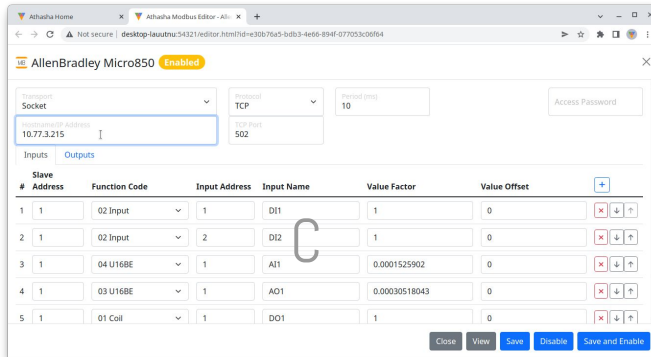 Athasha Home
Athasha Modbus Editor - Alle
Not secure | desktop-lauutnu:54321/editor.html?id=e30b76a5-bdb3-4e66-894f-077053c06f64
MB AllenBradley Micro850 Enabled
Transport Protocol Period (ms) Access Password
Socket TCP 10
Hostname/IP Address TCP Port
10.77.3.215 502
Inputs Outputs
# Slave Address Function Code Input Address Input Name Value Factor Value Offset +
1 1 02 Input 1 DI1 1 0
2 1 02 Input 2 DI2 1 0
3 1 04 U16BE 1 AI1 0.0001525902 0
4 1 03 U16BE 1 AO1 0.00030518043 0
5 1 01 Coil 1 DO1 1 0
C
Close View Save Disable Save and Enable